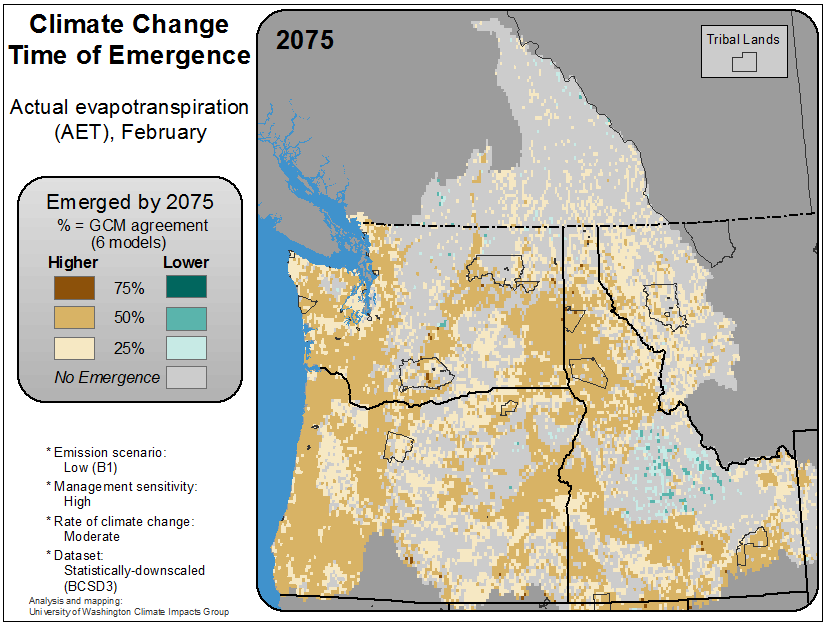 Climate Change
Time of Emergence
Actual evapotranspiration
(AET), February
Emerged by 2075
% = GCM agreement
(6 models)
Higher Lower
75%
50%
25%
No Emergence
* Emission scenario:
Low (B1)
* Management sensitivity:
High
* Rate of climate change:
Moderate
* Dataset:
Statistically-downscaled
(BCSD3)
Analysis and mapping:
University of Washington Climate Impacts Group
2075
Tribal Lands